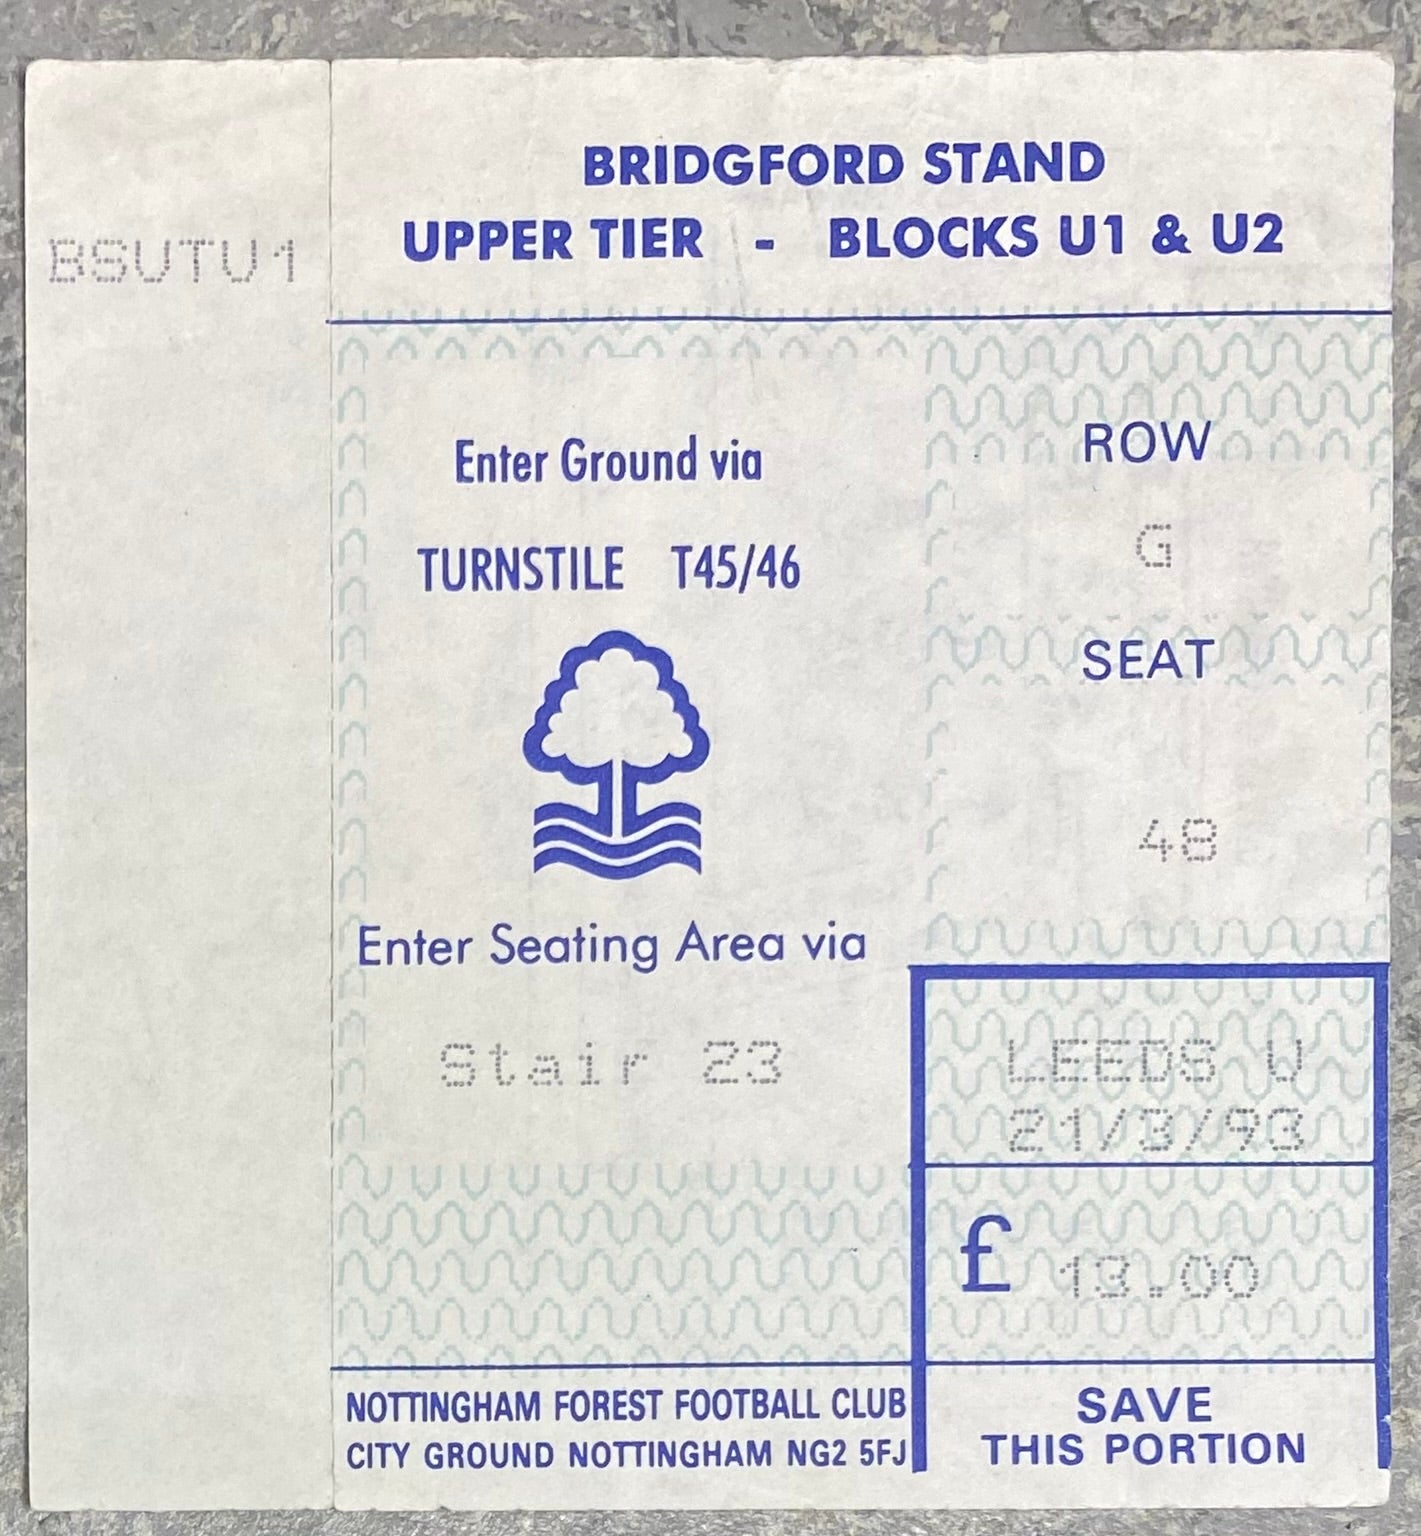 BSUTU1
BRIDGFORD STAND
UPPER TIER - BLOCKS U1 & U2
Enter Ground via
TURNSTILE T45/46
ROW
G
SEAT
48
Enter Seating Area via
Stair 23
LEEDS U
21/3/93
£ 13.00
NOTTINGHAM FOREST FOOTBALL CLUB
CITY GROUND NOTTINGHAM NG2 5FJ
SAVE
THIS PORTION